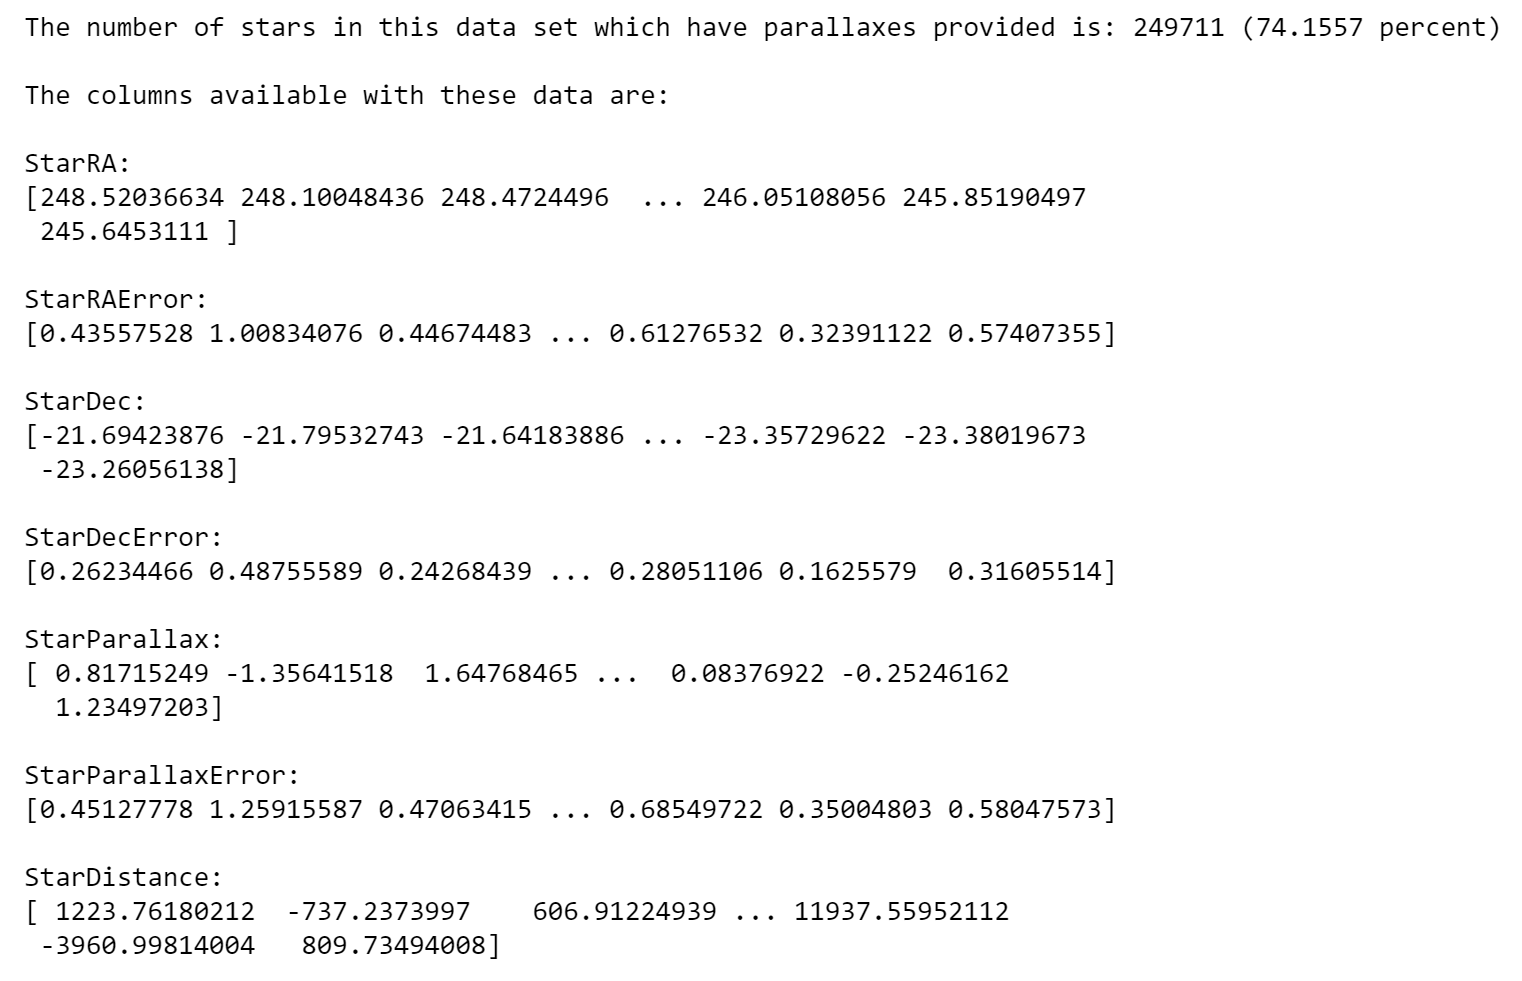 The number of stars in this data set which have parallaxes provided is: 249711 (74.1557 percent)
The columns available with these data are:
StarRA:
[248.52036634 248.10048436 248.4724496  ... 246.05108056 245.85190497
 245.6453111 ]
StarRAError:
[0.43557528 1.00834076 0.44674483 ... 0.61276532 0.32391122 0.57407355]
StarDec:
[-21.69423876 -21.79532743 -21.64183886 ... -23.35729622 -23.38019673
 -23.26056138]
StarDecError:
[0.26234466 0.48755589 0.24268439 ... 0.28051106 0.1625579  0.31605514]
StarParallax:
[ 0.81715249 -1.35641518  1.64768465 ...  0.08376922 -0.25246162
  1.23497203]
StarParallaxError:
[0.45127778 1.25915587 0.47063415 ... 0.68549722 0.35004803 0.58047573]
StarDistance:
[ 1223.76180212  -737.2373997    606.91224939 ... 11937.55952112
 -3960.99814004   809.73494008]